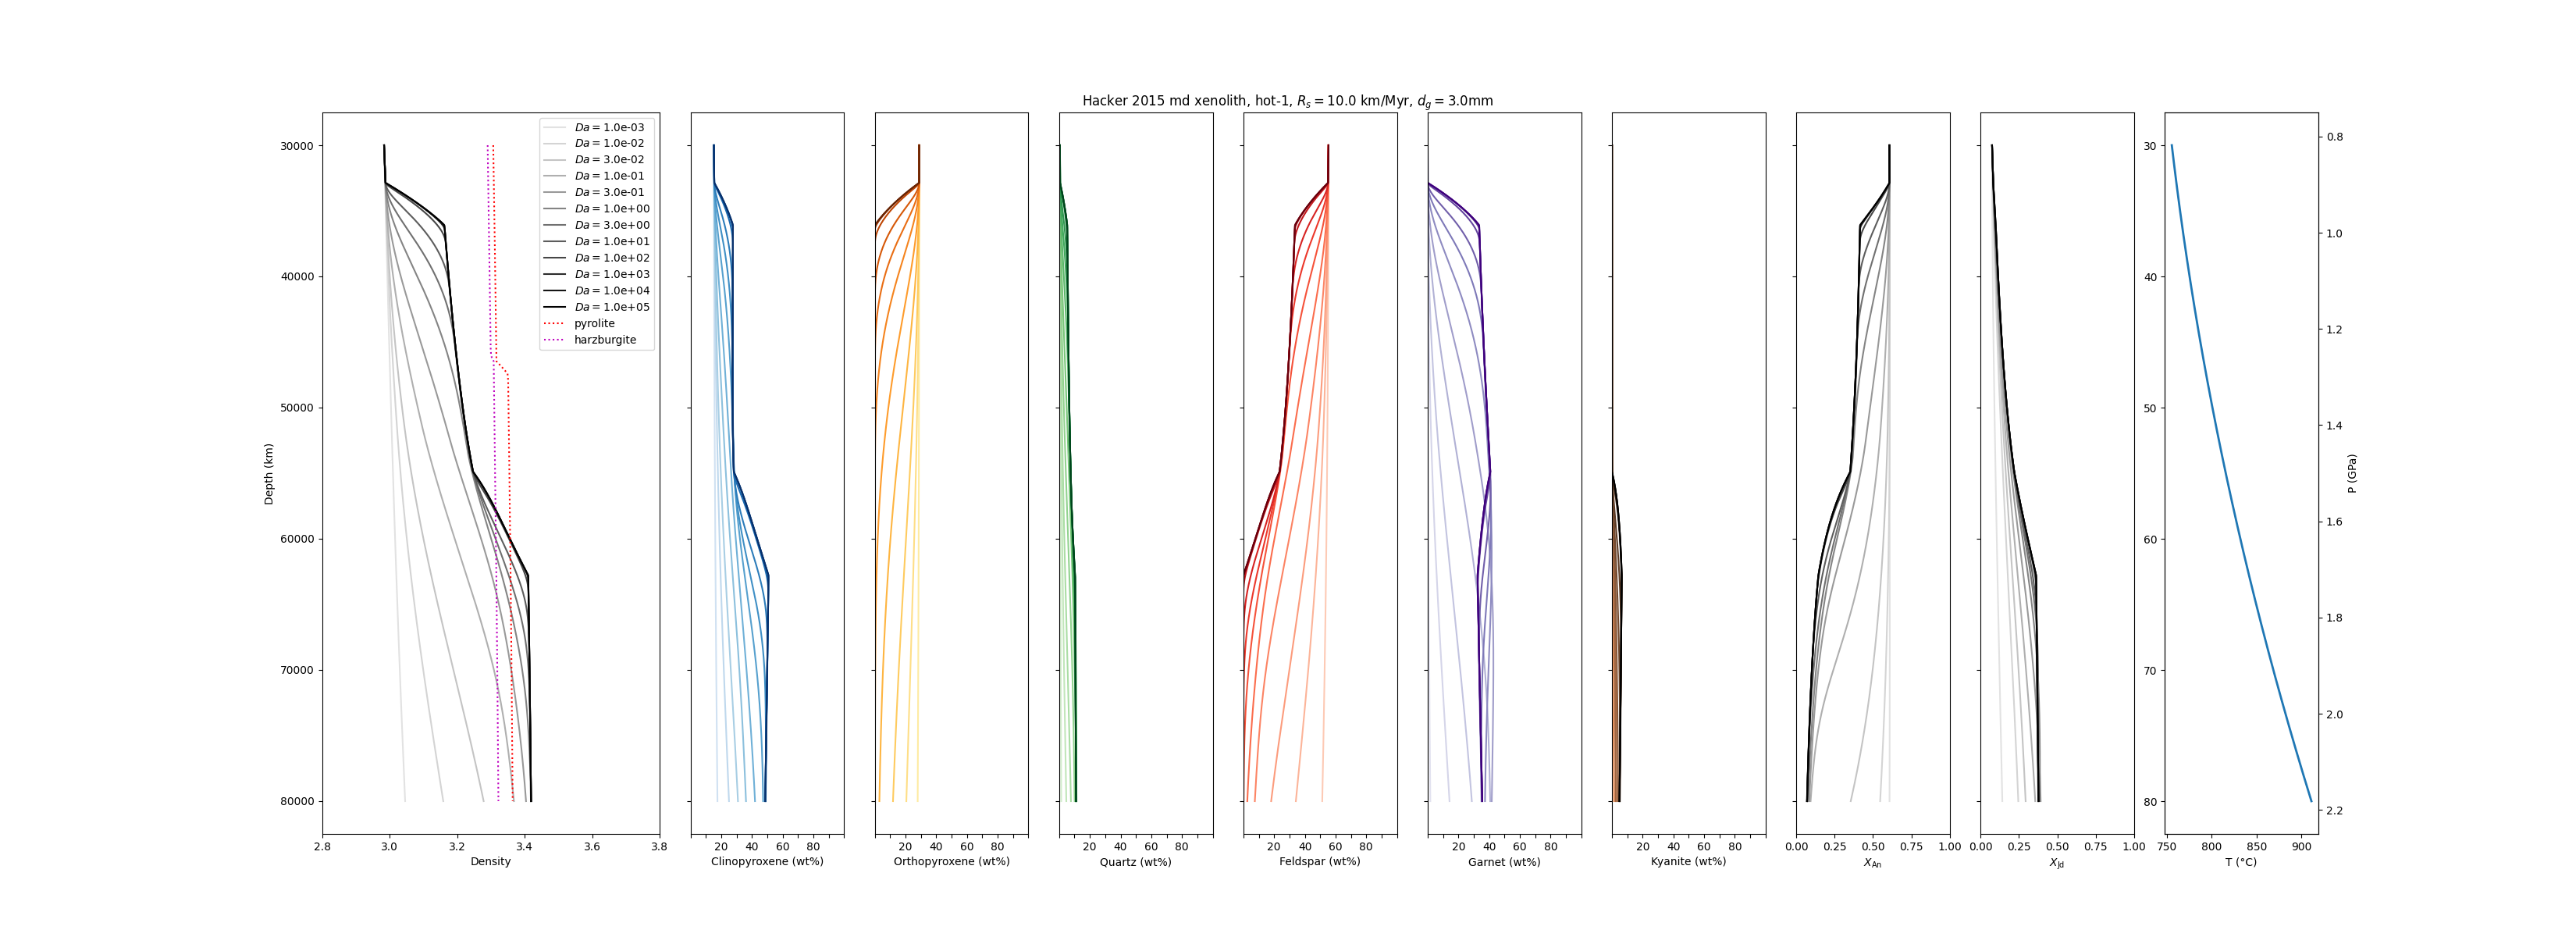 Hacker 2015 md xenolith, hot-1, Rs = 10.0 km/Myr, dg = 3.0mm
Da = 1.0e-03
Da = 1.0e-02
Da = 3.0e-02
Da = 1.0e-01
Da = 3.0e-01
Da = 1.0e+00
Da = 3.0e+00
Da = 1.0e+01
Da = 1.0e+02
Da = 1.0e+03
Da = 1.0e+04
Da = 1.0e+05
pyrolite
harzburgite
Depth (km)
30000
40000
50000
60000
70000
80000
2.8 3.0 3.2 3.4 3.6 3.8
Density
20 40 60 80
Clinopyroxene (wt%)
20 40 60 80
Orthopyroxene (wt%)
20 40 60 80
Quartz (wt%)
20 40 60 80
Feldspar (wt%)
20 40 60 80
Garnet (wt%)
20 40 60 80
Kyanite (wt%)
0.00 0.25 0.50 0.75 1.00
XAn
0.00 0.25 0.50 0.75 1.00
XJd
30
40
50
60
70
80
750 800 850 900
T (°C)
0.8
1.0
1.2
1.4
1.6
1.8
2.0
2.2
P (GPa)